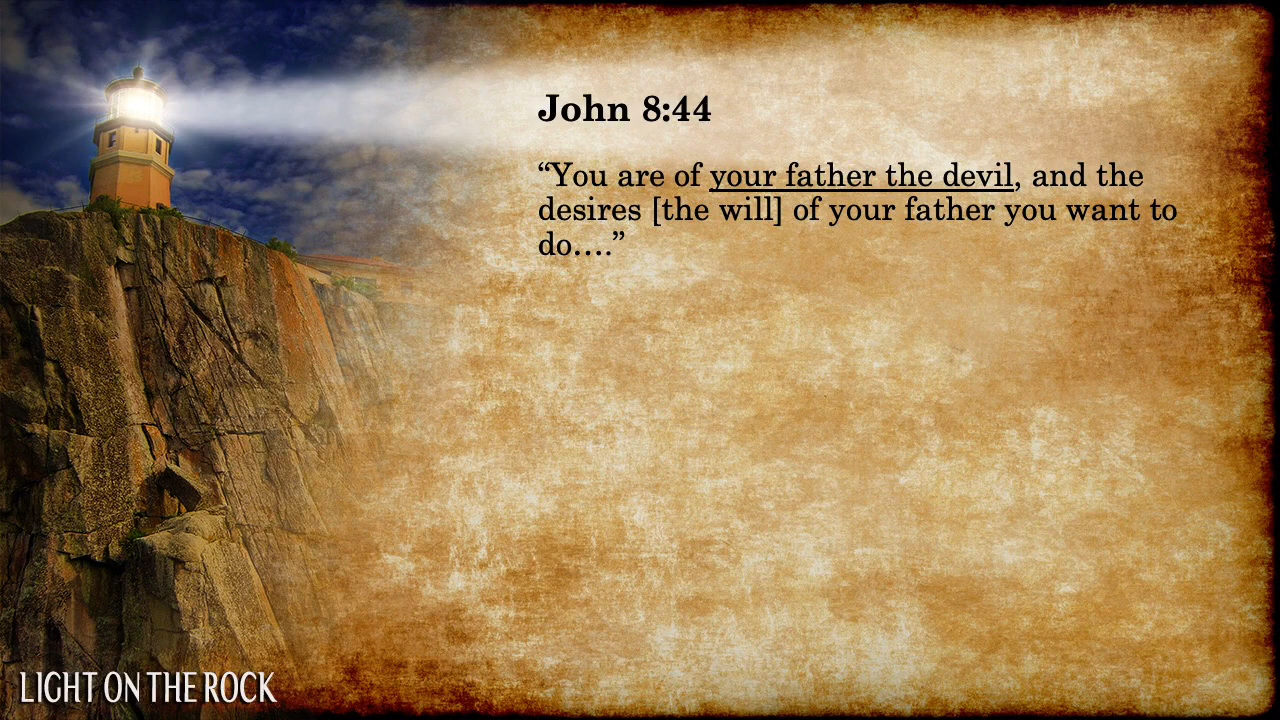 John 8:44
“You are of your father the devil, and the
desires [the will] of your father you want to
do….”
LIGHT ON THE ROCK